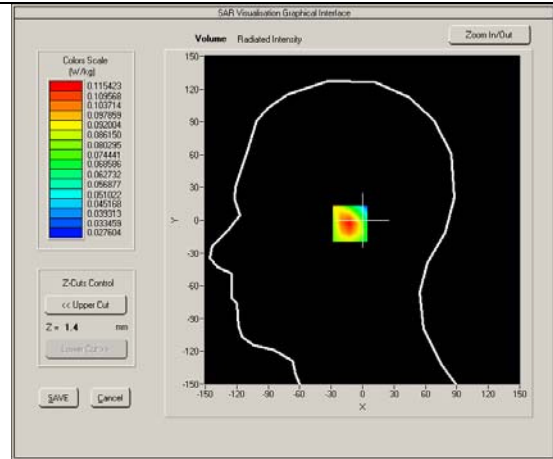 SAR Visualisation Graphical Interface
Volume Radiated Intensity
Zoom In/Out
Colors Scale
(W/kg)
0.115423
0.109568
0.103714
0.097859
0.092004
0.086150
0.080295
0.074441
0.068586
0.062732
0.056877
0.051022
0.045168
0.039313
0.033459
0.027604
Z-Cuts Control
<< Upper Cut
Z = 1.4 mm
SAVE
Cancel
150
120
90
60
30
Y
0
-30
-60
-90
-120
-150
-150 -120 -90 -60 -30 0 30 60 90 120 150
X